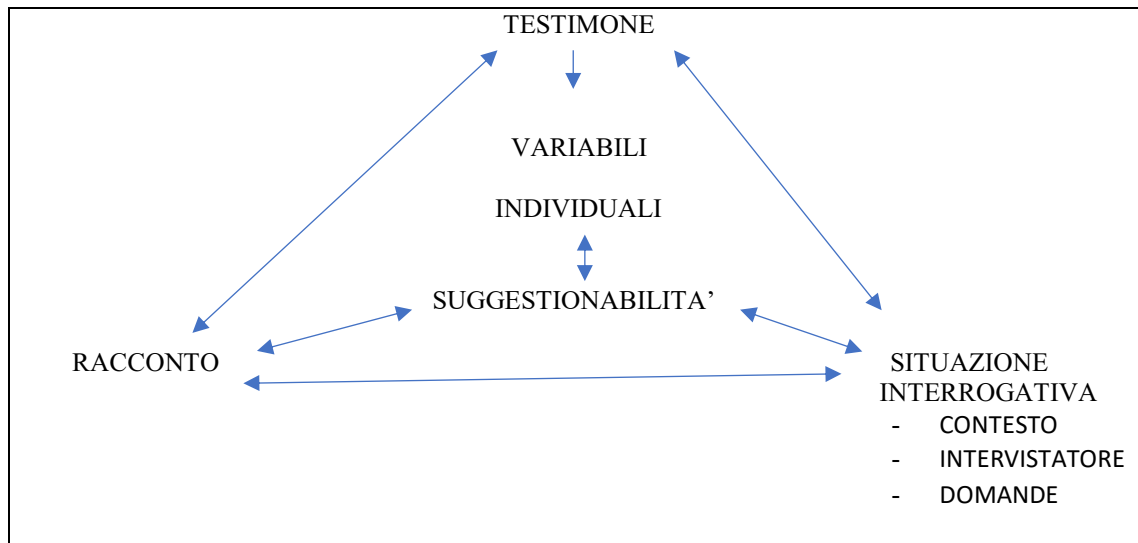 TESTIMONE
VARIABILI
INDIVIDUALI
SUGGESTIONABILITA’
RACCONTO
SITUAZIONE
INTERROGATIVA
- CONTESTO
- INTERVISTATORE
- DOMANDE